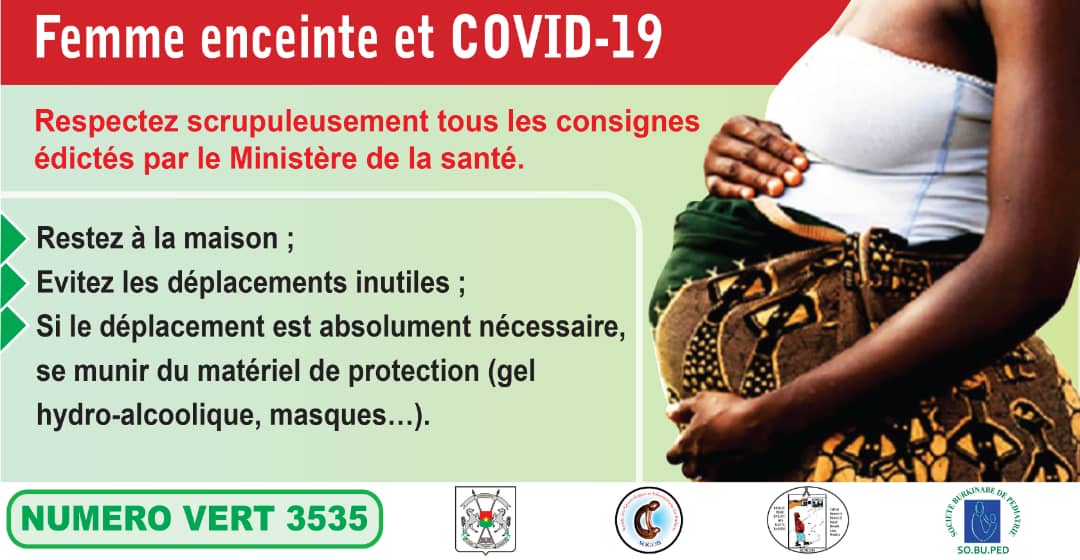 Femme enceinte et COVID-19
Respectez scrupuleusement tous les consignes
édictés par le Ministère de la santé.
Restez à la maison ;
Evitez les déplacements inutiles ;
Si le déplacement est absolument nécessaire,
se munir du matériel de protection (gel
hydro-alcoolique, masques…).
NUMERO VERT 3535
SOGOB
SOCIETE BURKINABE DE PEDIATRIE
SO.BU.PED